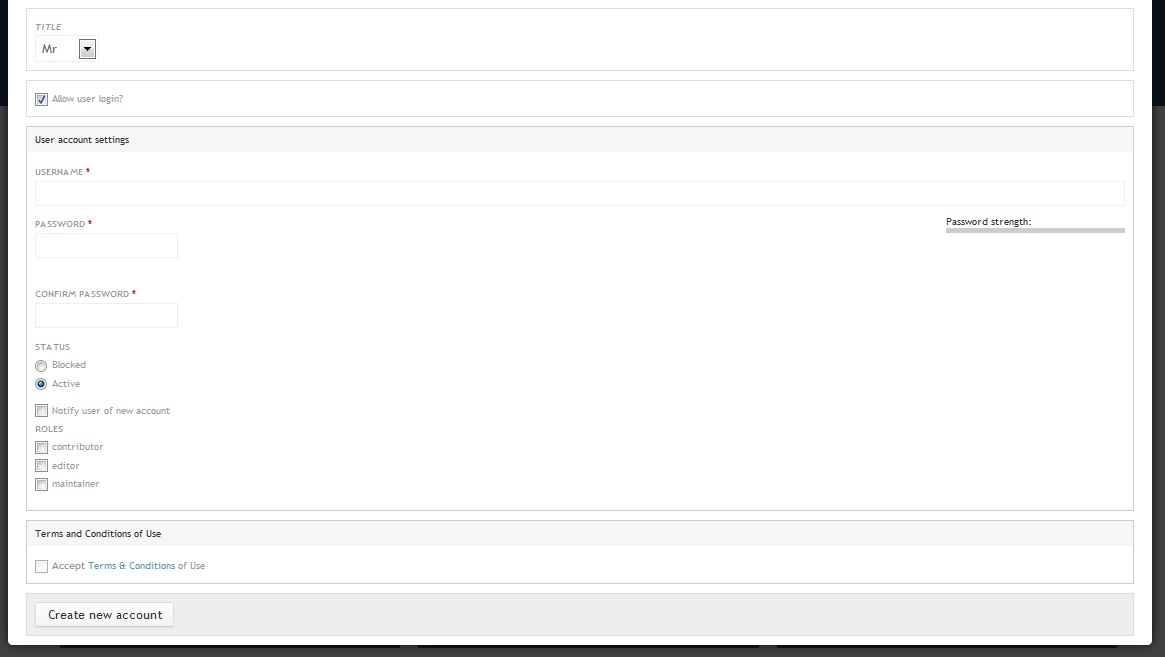 TITLE
Mr
Allow user login?
User account settings
USERNAME *
PASSWORD *
Password strength:
CONFIRM PASSWORD *
STATUS
Blocked
Active
Notify user of new account
ROLES
contributor
editor
maintainer
Terms and Conditions of Use
Accept Terms & Conditions of Use
Create new account